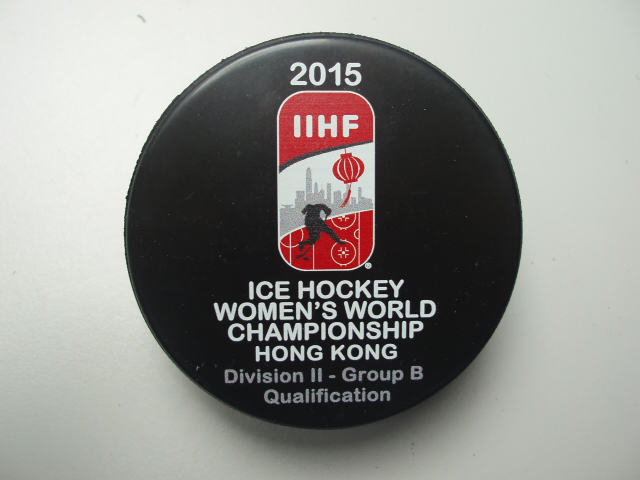 2015
IIHF
®
ICE HOCKEY
WOMEN'S WORLD
CHAMPIONSHIP
HONG KONG
Division II - Group B
Qualification